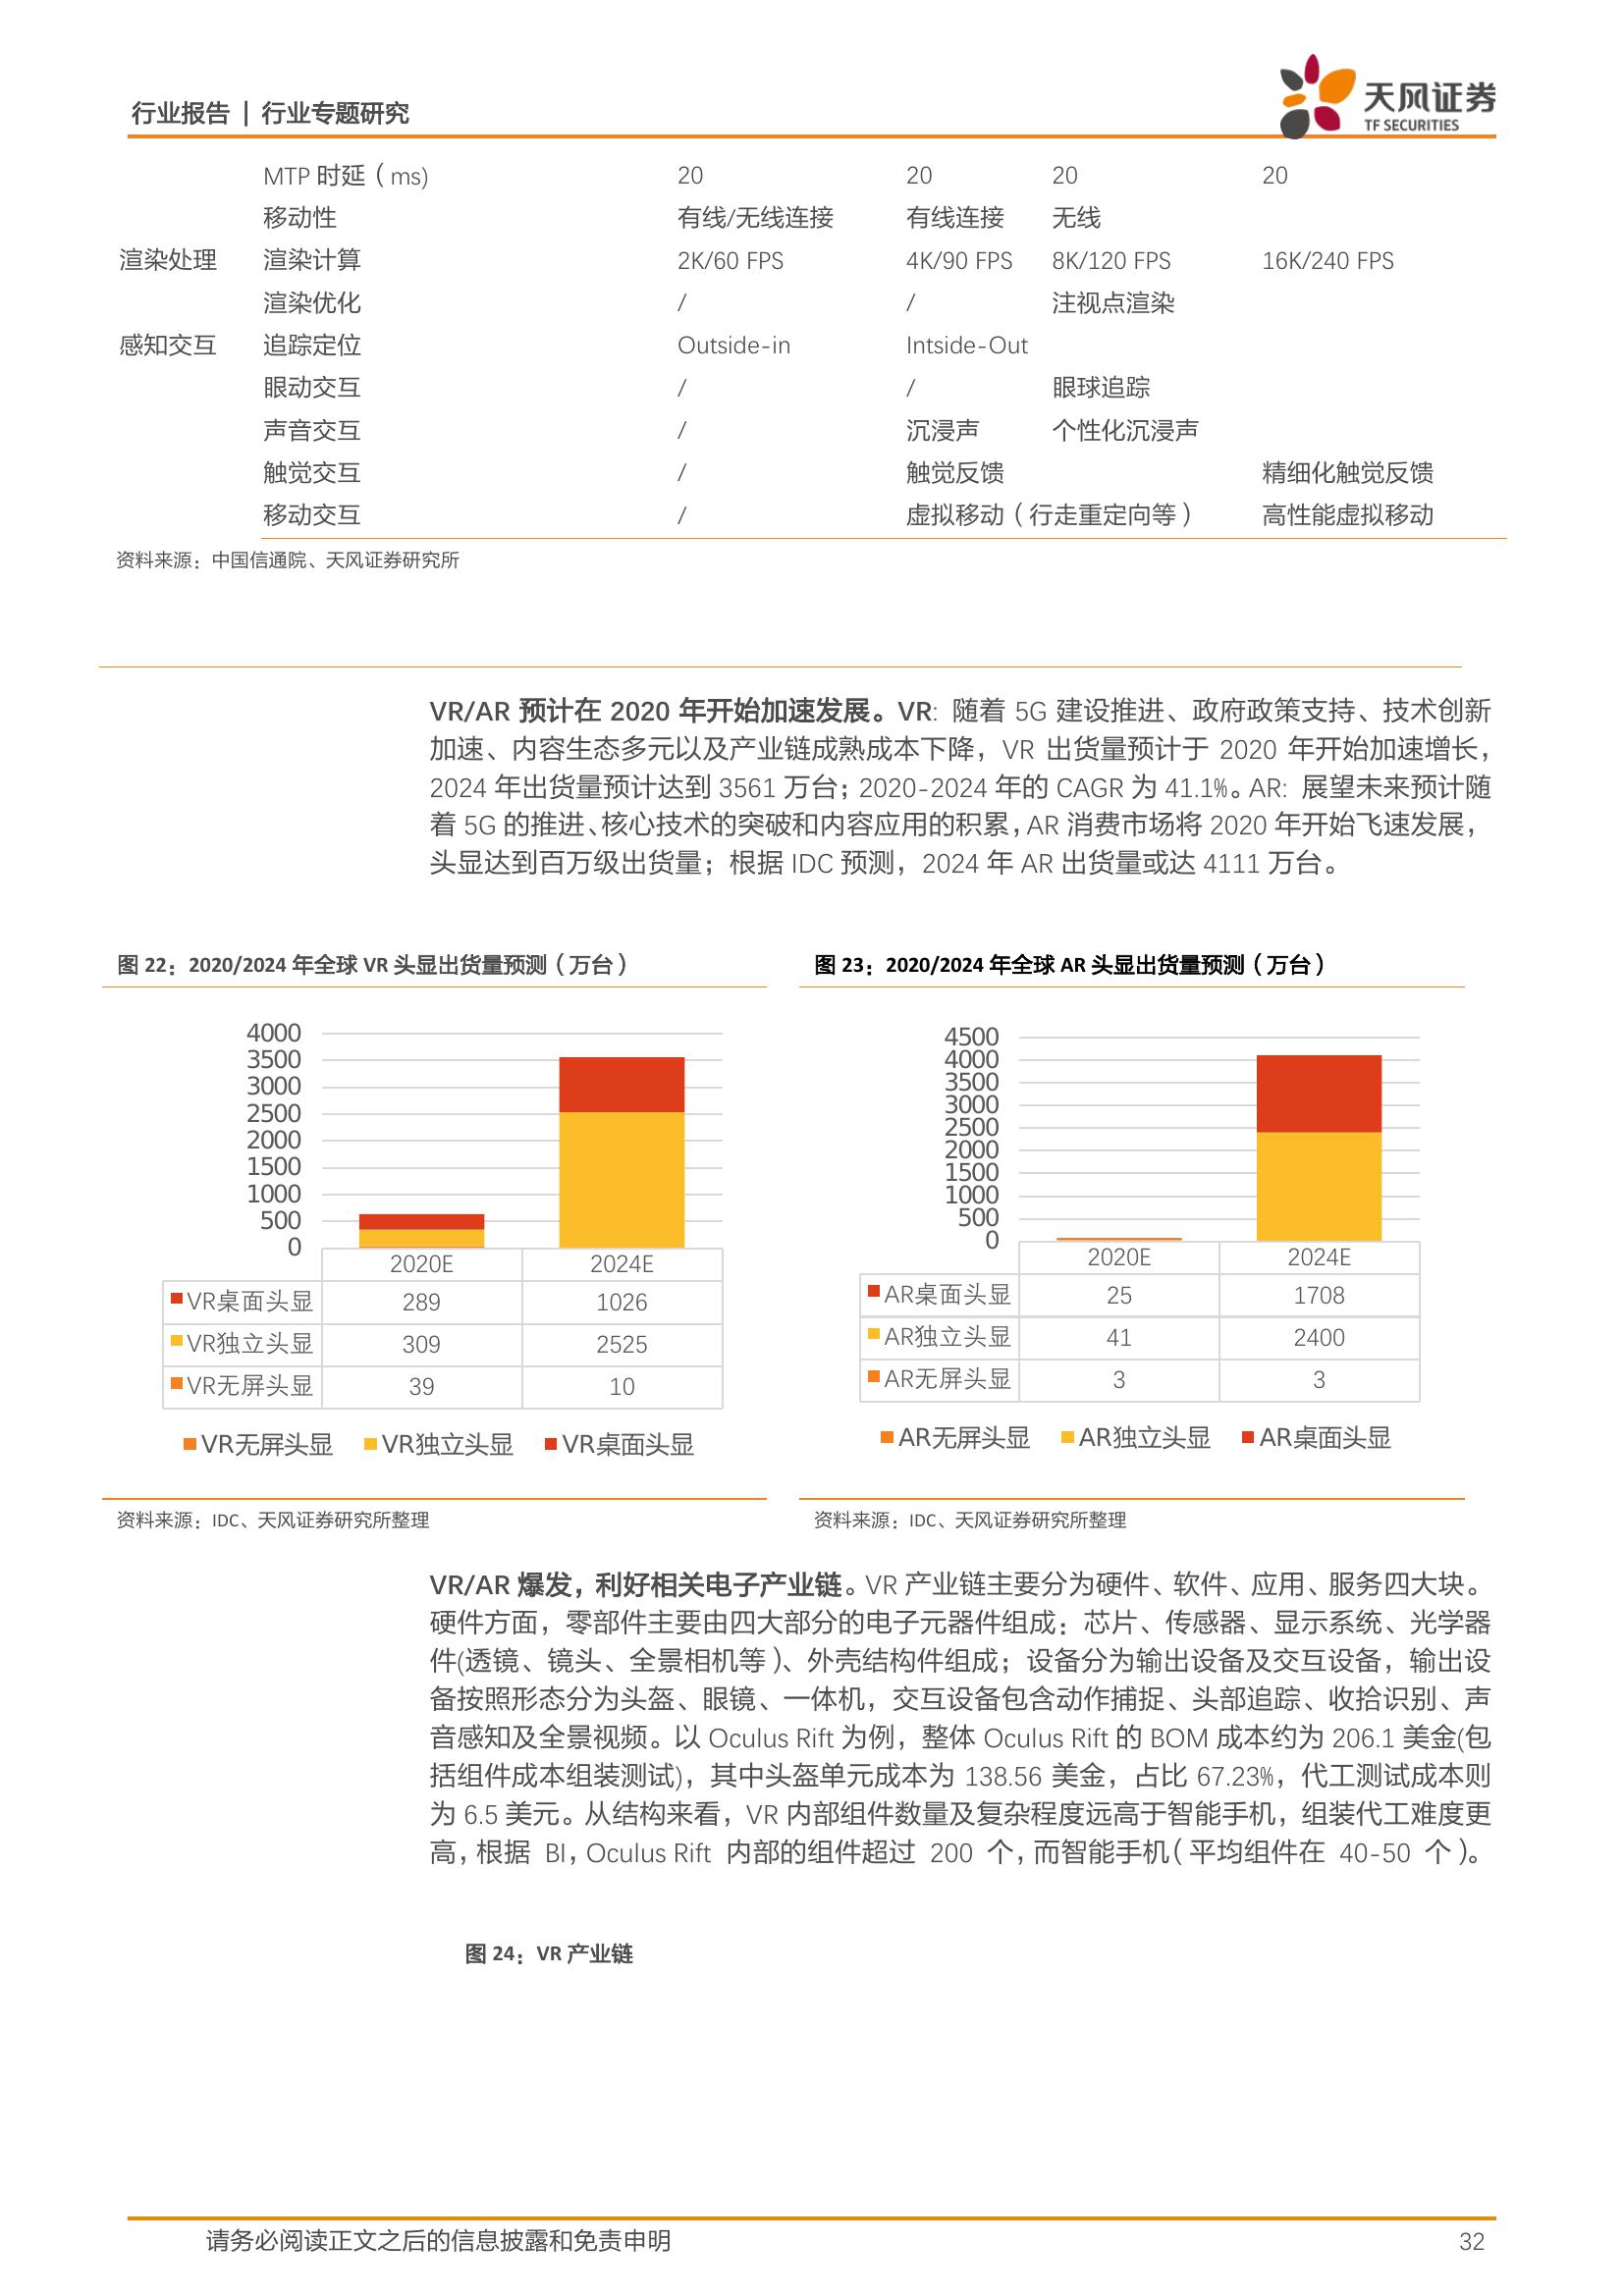 行业报告 | 行业专题研究
天风证券
TF SECURITIES
MTP 时延（ms) 20 20 20 20
移动性 有线/无线连接 有线连接 无线
渲染处理 渲染计算 2K/60 FPS 4K/90 FPS 8K/120 FPS 16K/240 FPS
渲染优化 / / 注视点渲染
感知交互 追踪定位 Outside-in Intside-Out
眼动交互 / / 眼球追踪
声音交互 / 沉浸声 个性化沉浸声
触觉交互 / 触觉反馈 精细化触觉反馈
移动交互 / 虚拟移动（行走重定向等） 高性能虚拟移动
资料来源：中国信通院、天风证券研究所
VR/AR 预计在 2020 年开始加速发展。VR：随着 5G 建设推进、政府政策支持、技术创新
加速、内容生态多元以及产业链成熟成本下降，VR 出货量预计于 2020 年开始加速增长，
2024 年出货量预计达到 3561 万台；2020-2024 年的 CAGR 为 41.1%。AR：展望未来预计随
着 5G 的推进、核心技术的突破和内容应用的积累，AR 消费市场将 2020 年开始飞速发展，
头显达到百万级出货量；根据 IDC 预测，2024 年 AR 出货量或达 4111 万台。
图 22：2020/2024 年全球 VR 头显出货量预测（万台）
4000
3500
3000
2500
2000
1500
1000
500
0
2020E 2024E
VR桌面头显 289 1026
VR独立头显 309 2525
VR无屏头显 39 10
VR无屏头显 VR独立头显 VR桌面头显
资料来源：IDC、天风证券研究所整理
图 23：2020/2024 年全球 AR 头显出货量预测（万台）
4500
4000
3500
3000
2500
2000
1500
1000
500
0
2020E 2024E
AR桌面头显 25 1708
AR独立头显 41 2400
AR无屏头显 3 3
AR无屏头显 AR独立头显 AR桌面头显
资料来源：IDC、天风证券研究所整理
VR/AR 爆发，利好相关电子产业链。VR 产业链主要分为硬件、软件、应用、服务四大块。
硬件方面，零部件主要由四大部分的电子元器件组成：芯片、传感器、显示系统、光学器
件(透镜、镜头、全景相机等）、外壳结构件组成；设备分为输出设备及交互设备，输出设
备按照形态分为头盔、眼镜、一体机，交互设备包含动作捕捉、头部追踪、收拾识别、声
音感知及全景视频。以 Oculus Rift 为例，整体 Oculus Rift 的 BOM 成本约为 206.1 美金(包
括组件成本组装测试)，其中头盔单元成本为 138.56 美金，占比 67.23%，代工测试成本则
为 6.5 美元。从结构来看，VR 内部组件数量及复杂程度远高于智能手机，组装代工难度更
高，根据 BI，Oculus Rift 内部的组件超过 200 个，而智能手机（平均组件在 40-50 个）。
图 24：VR 产业链
请务必阅读正文之后的信息披露和免责申明 32